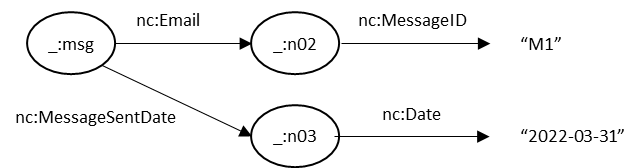 nc:Email
nc:MessageID
_:msg
_:n02
“M1”
nc:MessageSentDate
nc:Date
_:n03
“2022-03-31”